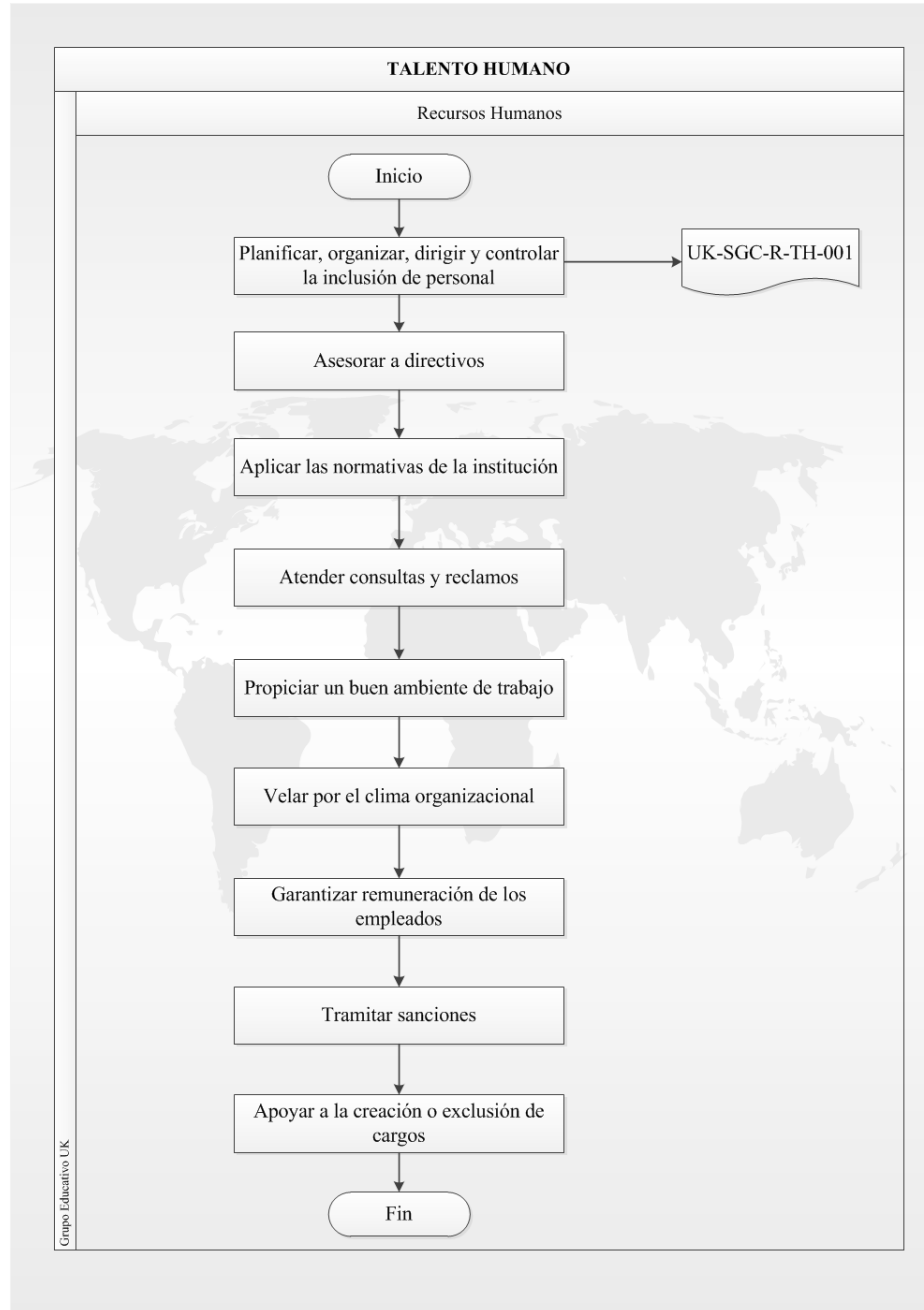 TALENTO HUMANO
Recursos Humanos
Inicio
Planificar, organizar, dirigir y controlar
la inclusión de personal
UK-SGC-R-TH-001
Asesorar a directivos
Aplicar las normativas de la institución
Atender consultas y reclamos
Propiciar un buen ambiente de trabajo
Velar por el clima organizacional
Garantizar remuneración de los
empleados
Tramitar sanciones
Apoyar a la creación o exclusión de
cargos
Fin
Grupo Educativo UK